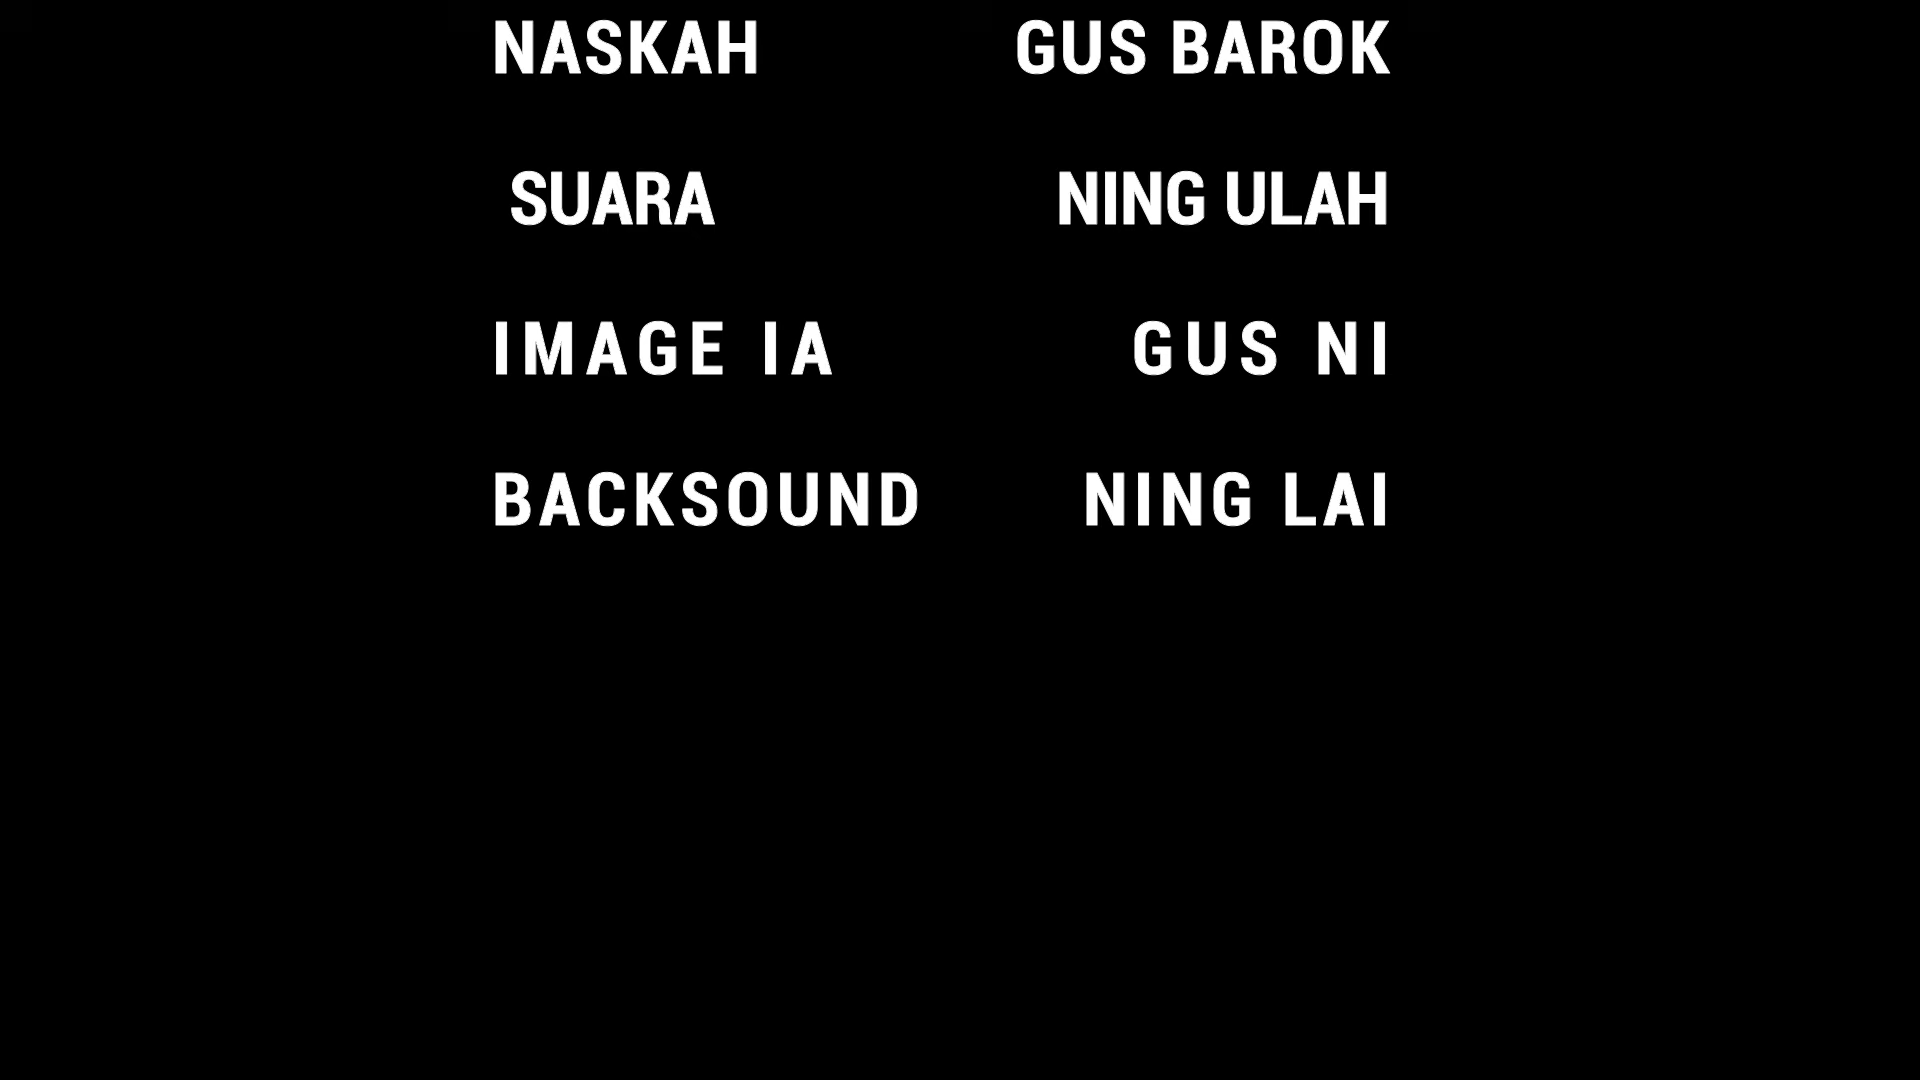 NASKAH GUS BAROK
SUARA NING ULAH
IMAGE IA GUS NI
BACKSOUND NING LAI